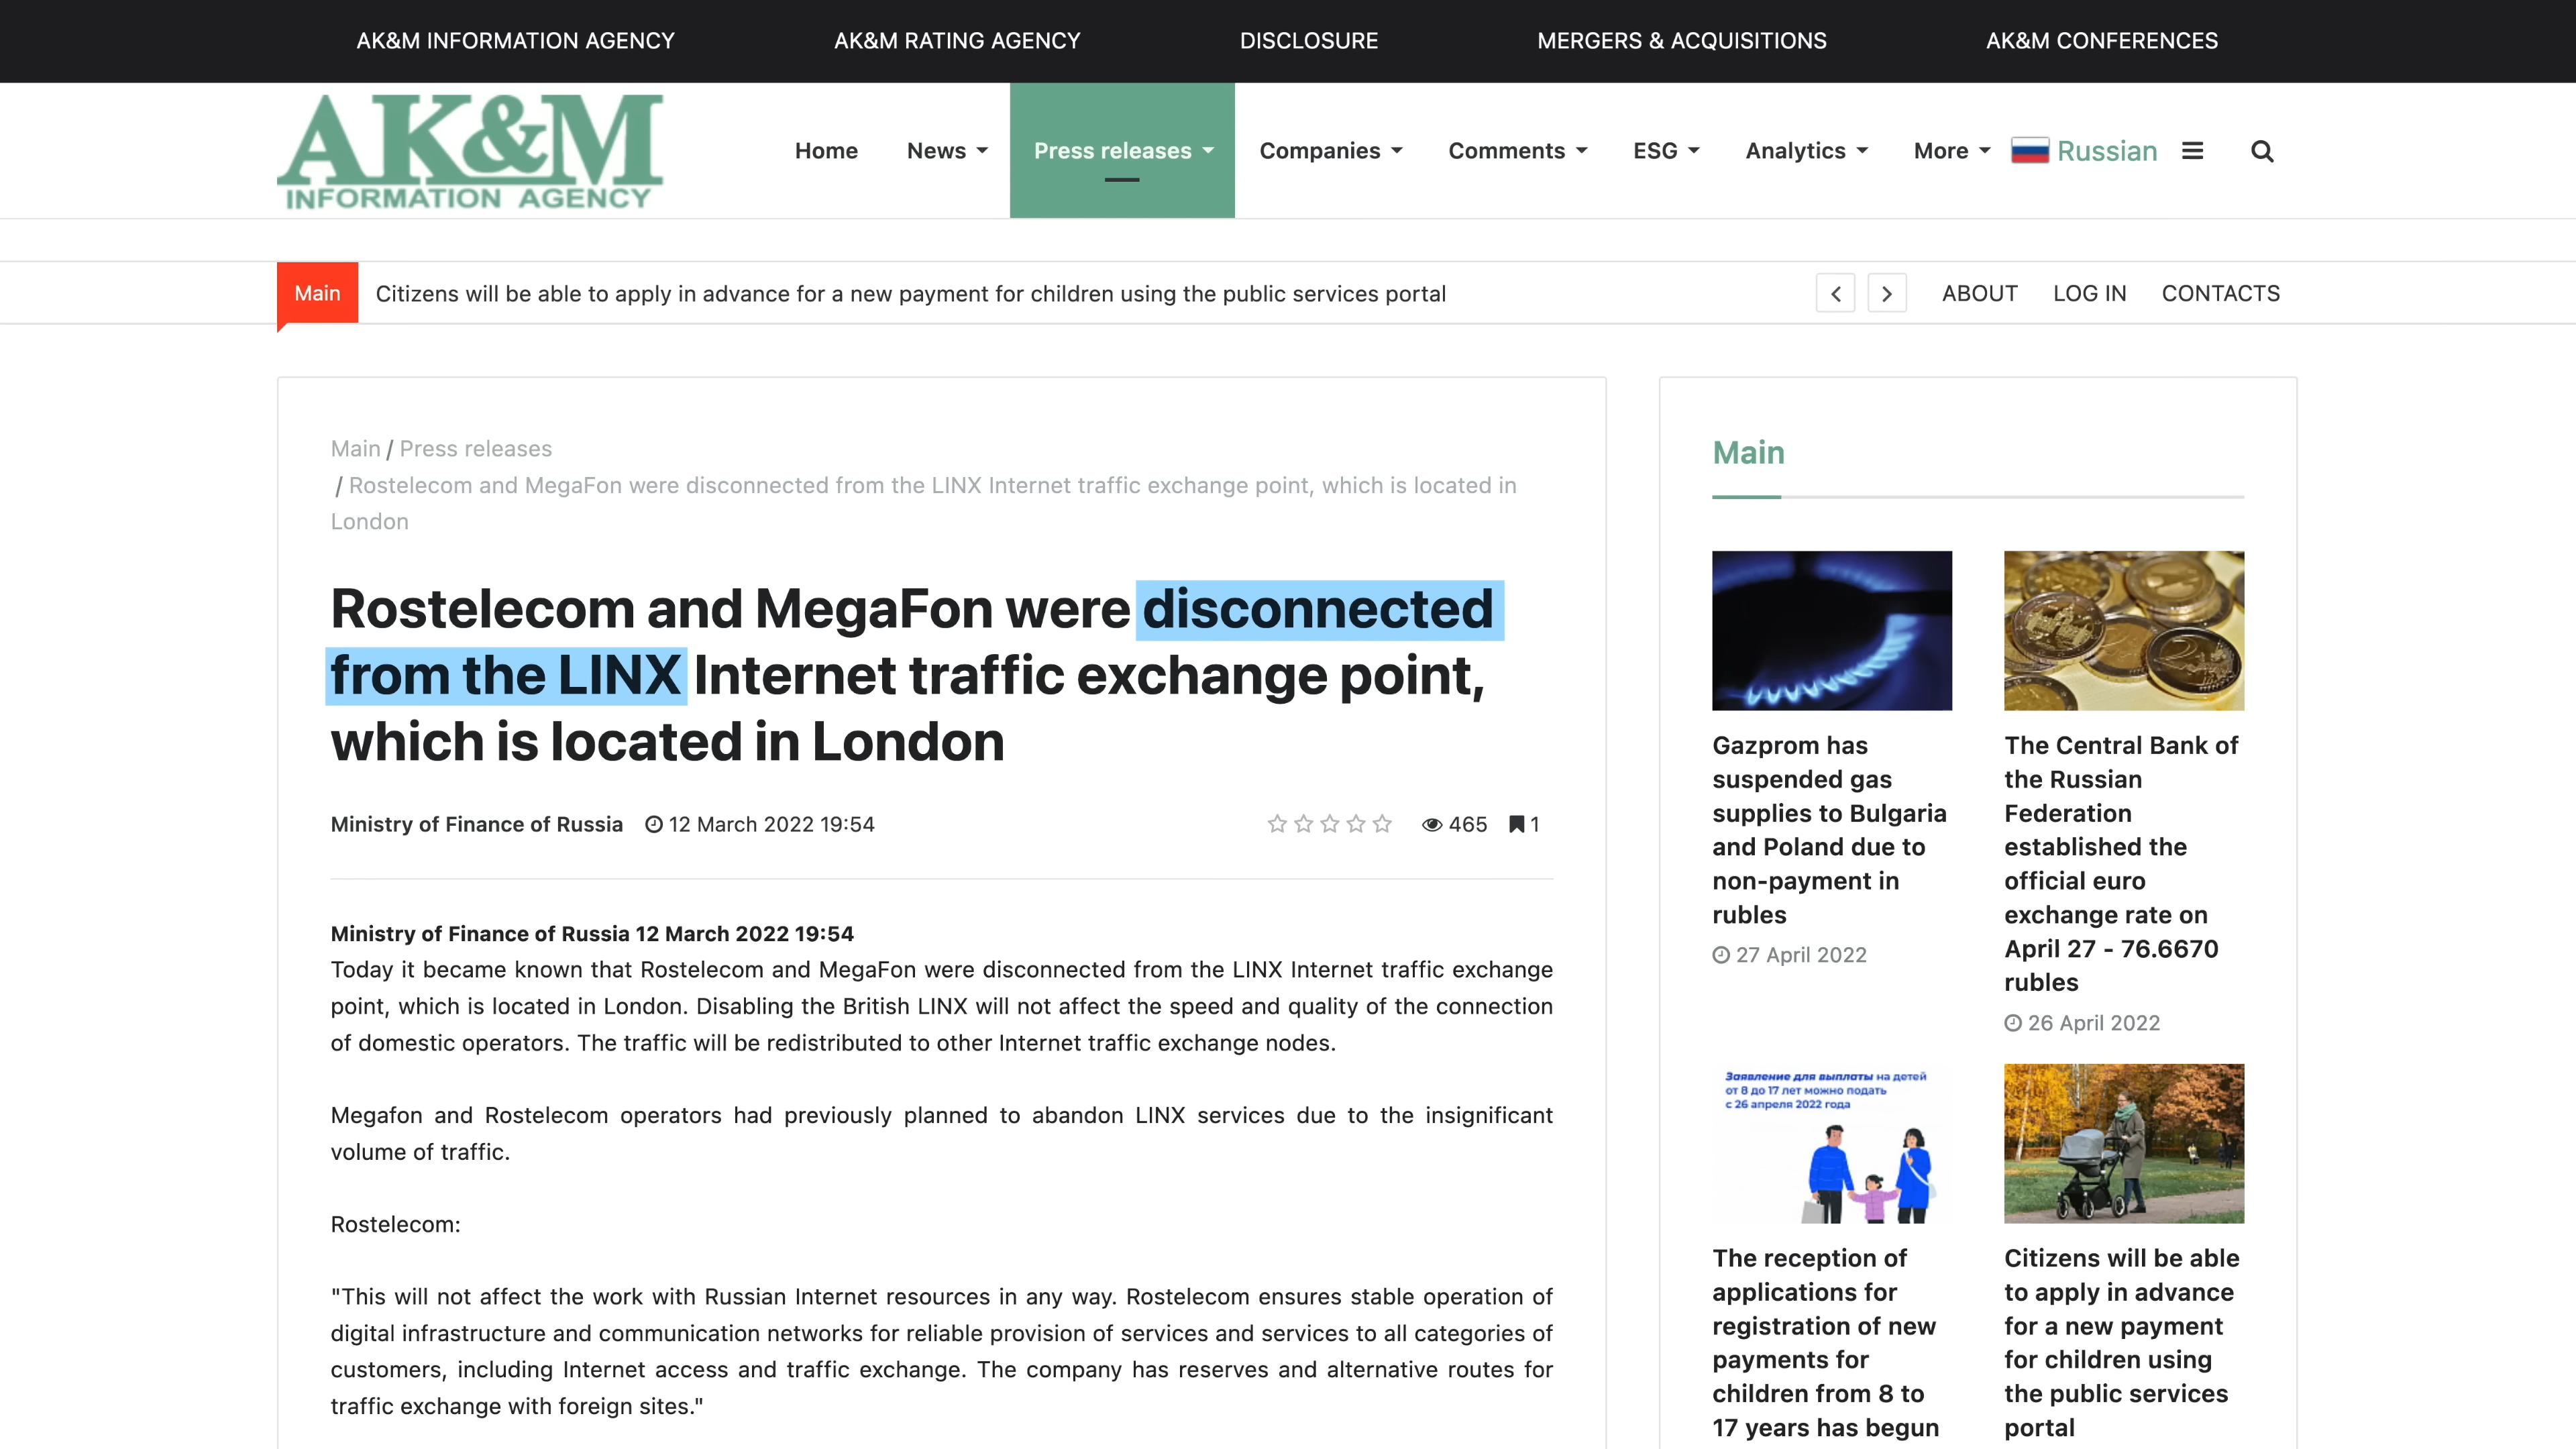 AK&M INFORMATION AGENCY
AK&M RATING AGENCY
DISCLOSURE
MERGERS & ACQUISITIONS
AK&M CONFERENCES
AK&M
INFORMATION AGENCY
Home
News
Press releases
Companies
Comments
ESG
Analytics
More
Russian
Main
Citizens will be able to apply in advance for a new payment for children using the public services portal
ABOUT
LOG IN
CONTACTS
Main / Press releases
/ Rostelecom and MegaFon were disconnected from the LINX Internet traffic exchange point, which is located in
London
Rostelecom and MegaFon were disconnected
from the LINX Internet traffic exchange point,
which is located in London
Ministry of Finance of Russia 12 March 2022 19:54
465
1
Ministry of Finance of Russia 12 March 2022 19:54
Today it became known that Rostelecom and MegaFon were disconnected from the LINX Internet traffic exchange
point, which is located in London. Disabling the British LINX will not affect the speed and quality of the connection
of domestic operators. The traffic will be redistributed to other Internet traffic exchange nodes.
Megafon and Rostelecom operators had previously planned to abandon LINX services due to the insignificant
volume of traffic.
Rostelecom:
"This will not affect the work with Russian Internet resources in any way. Rostelecom ensures stable operation of
digital infrastructure and communication networks for reliable provision of services and services to all categories of
customers, including Internet access and traffic exchange. The company has reserves and alternative routes for
traffic exchange with foreign sites."
Main
Gazprom has
suspended gas
supplies to Bulgaria
and Poland due to
non-payment in
rubles
27 April 2022
The Central Bank of
the Russian
Federation
established the
official euro
exchange rate on
April 27 - 76.6670
rubles
26 April 2022
Заявление для выплаты на детей
от 8 до 17 лет можно подать
с 26 апреля 2022 года
The reception of
applications for
registration of new
payments for
children from 8 to
17 years has begun
Citizens will be able
to apply in advance
for a new payment
for children using
the public services
portal